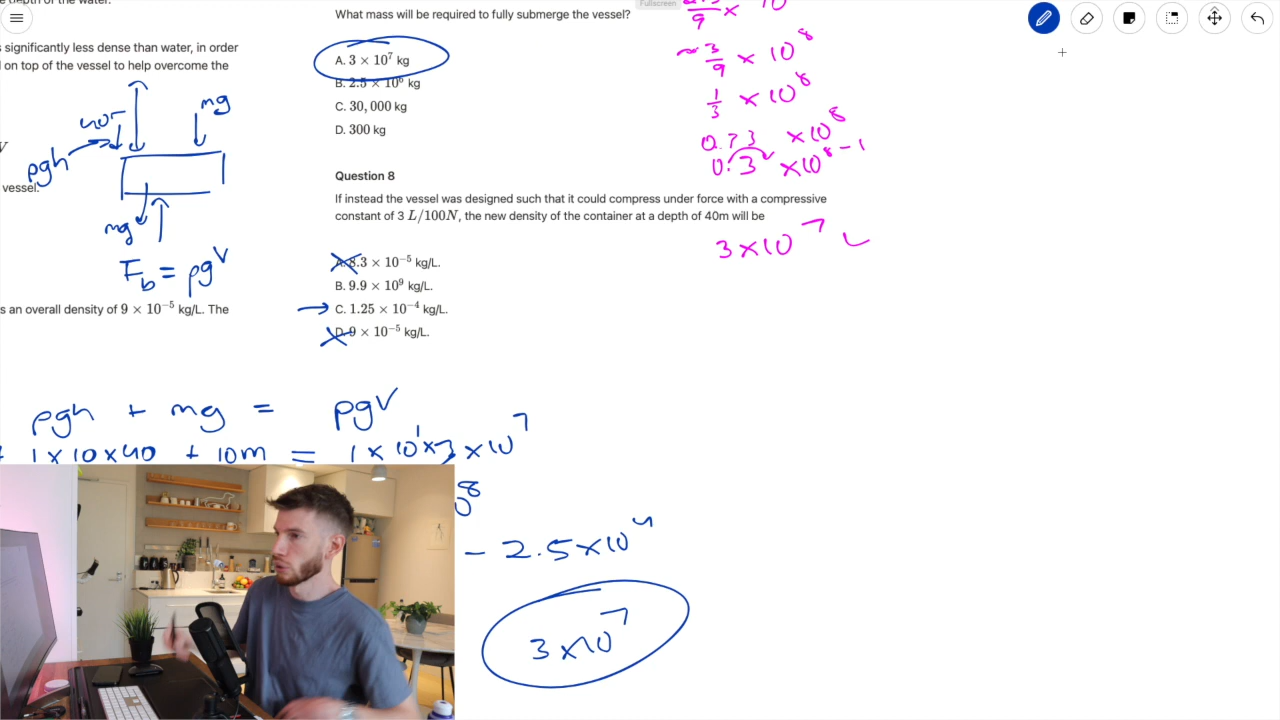 Fullscreen
significantly less dense than water, in order
on top of the vessel to help overcome the
mg
ρgh
vessel.
mg
F_b = ρgV
s an overall density of 9 × 10⁻⁵ kg/L. The
What mass will be required to fully submerge the vessel?
A. 3 × 10⁷ kg
B. 2.5 × 10⁶ kg
C. 30,000 kg
D. 300 kg
Question 8
If instead the vessel was designed such that it could compress under force with a compressive
constant of 3 L/100N, the new density of the container at a depth of 40m will be
A. 8.3 × 10⁻⁵ kg/L.
B. 9.9 × 10⁹ kg/L.
→ C. 1.25 × 10⁻⁴ kg/L.
D. 9 × 10⁻⁵ kg/L.
~ 3/9 × 10⁸
1/3 × 10⁸
× 10⁸
0.3 × 10⁸⁻¹
3 × 10⁷ L
ρgh + mg = ρgV
1 × 10 × 40 + 10m = 1 × 10¹ × 3 × 10⁷
− 2.5 × 10⁴
3 × 10⁷